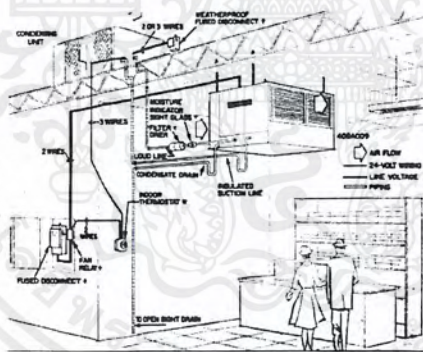 WEATHERPROOF
FUSED DISCONNECT †
2 OR 3 WIRES
CONDENSING
UNIT
MOISTURE
INDICATOR
SIGHT GLASS *
FILTER *
DRIER
3 WIRES
2 WIRES
LIQUID LINE
CONDENSATE DRAIN
INSULATED
SUCTION LINE
40BA009
AIR FLOW
24-VOLT WIRING
LINE VOLTAGE
PIPING
INDOOR
THERMOSTAT
WIRES
FAN
RELAY †
FUSED DISCONNECT †
TO OPEN SIGHT DRAIN